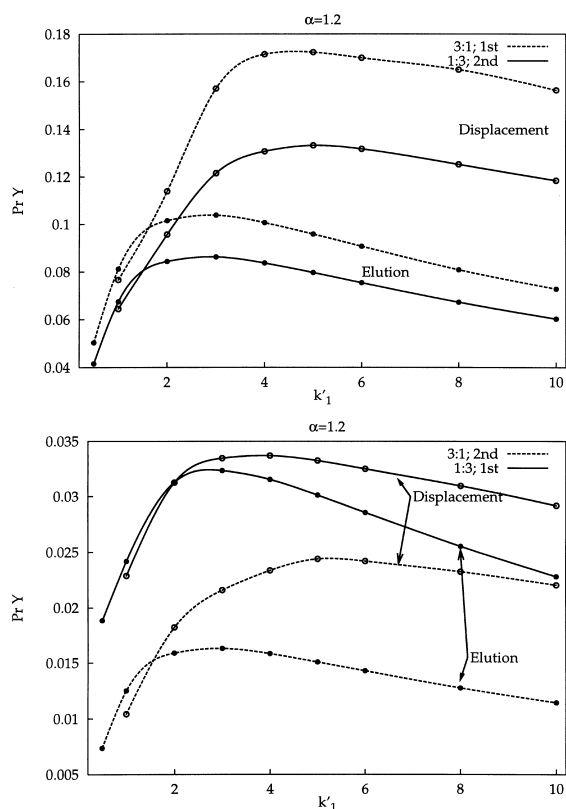 α=1.2
0.18
0.16
0.14
0.12
0.1
0.08
0.06
0.04
Pr Y
3:1; 1st
1:3; 2nd
Displacement
Elution
2 4 6 8 10
k'₁
α=1.2
0.035
0.03
0.025
0.02
0.015
0.01
0.005
Pr Y
3:1; 2nd
1:3; 1st
Displacement
Elution
2 4 6 8 10
k'₁